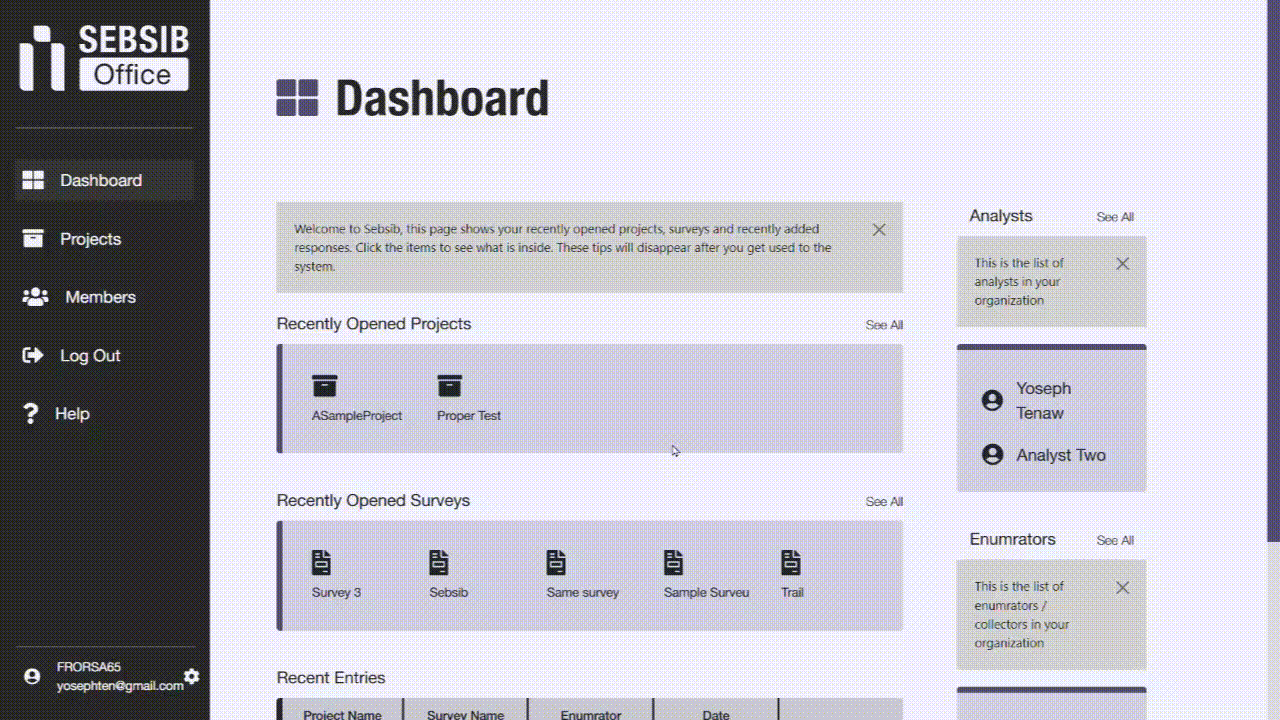 SEBSIB
Office
Dashboard
Projects
Members
Log Out
Help
FRORSA65
yosephten@gmail.com
Dashboard
Welcome to Sebsib, this page shows your recently opened projects, surveys and recently added
responses. Click the items to see what is inside. These tips will disappear after you get used to the
system.
Recently Opened Projects
See All
ASampleProject
Proper Test
Recently Opened Surveys
See All
Survey 3
Sebsib
Same survey
Sample Surveu
Trail
Recent Entries
Project Name
Survey Name
Enumrator
Date
Analysts
See All
This is the list of
analysts in your
organization
Yoseph
Tenaw
Analyst Two
Enumrators
See All
This is the list of
enumrators /
collectors in your
organization